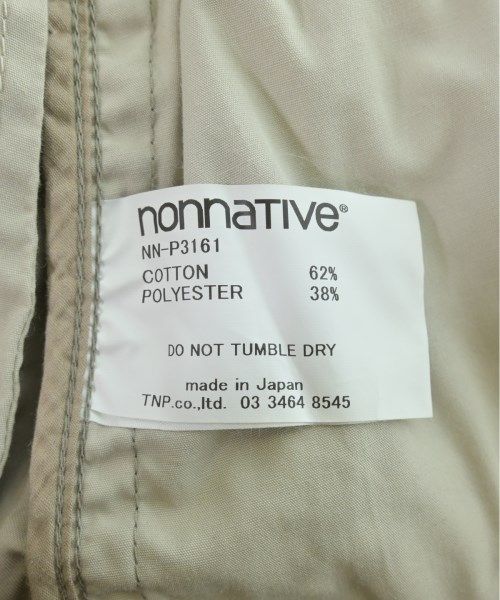 nonnative®
NN-P3161
COTTON 62%
POLYESTER 38%
DO NOT TUMBLE DRY
made in Japan
TNP.co.,ltd. 03 3464 8545